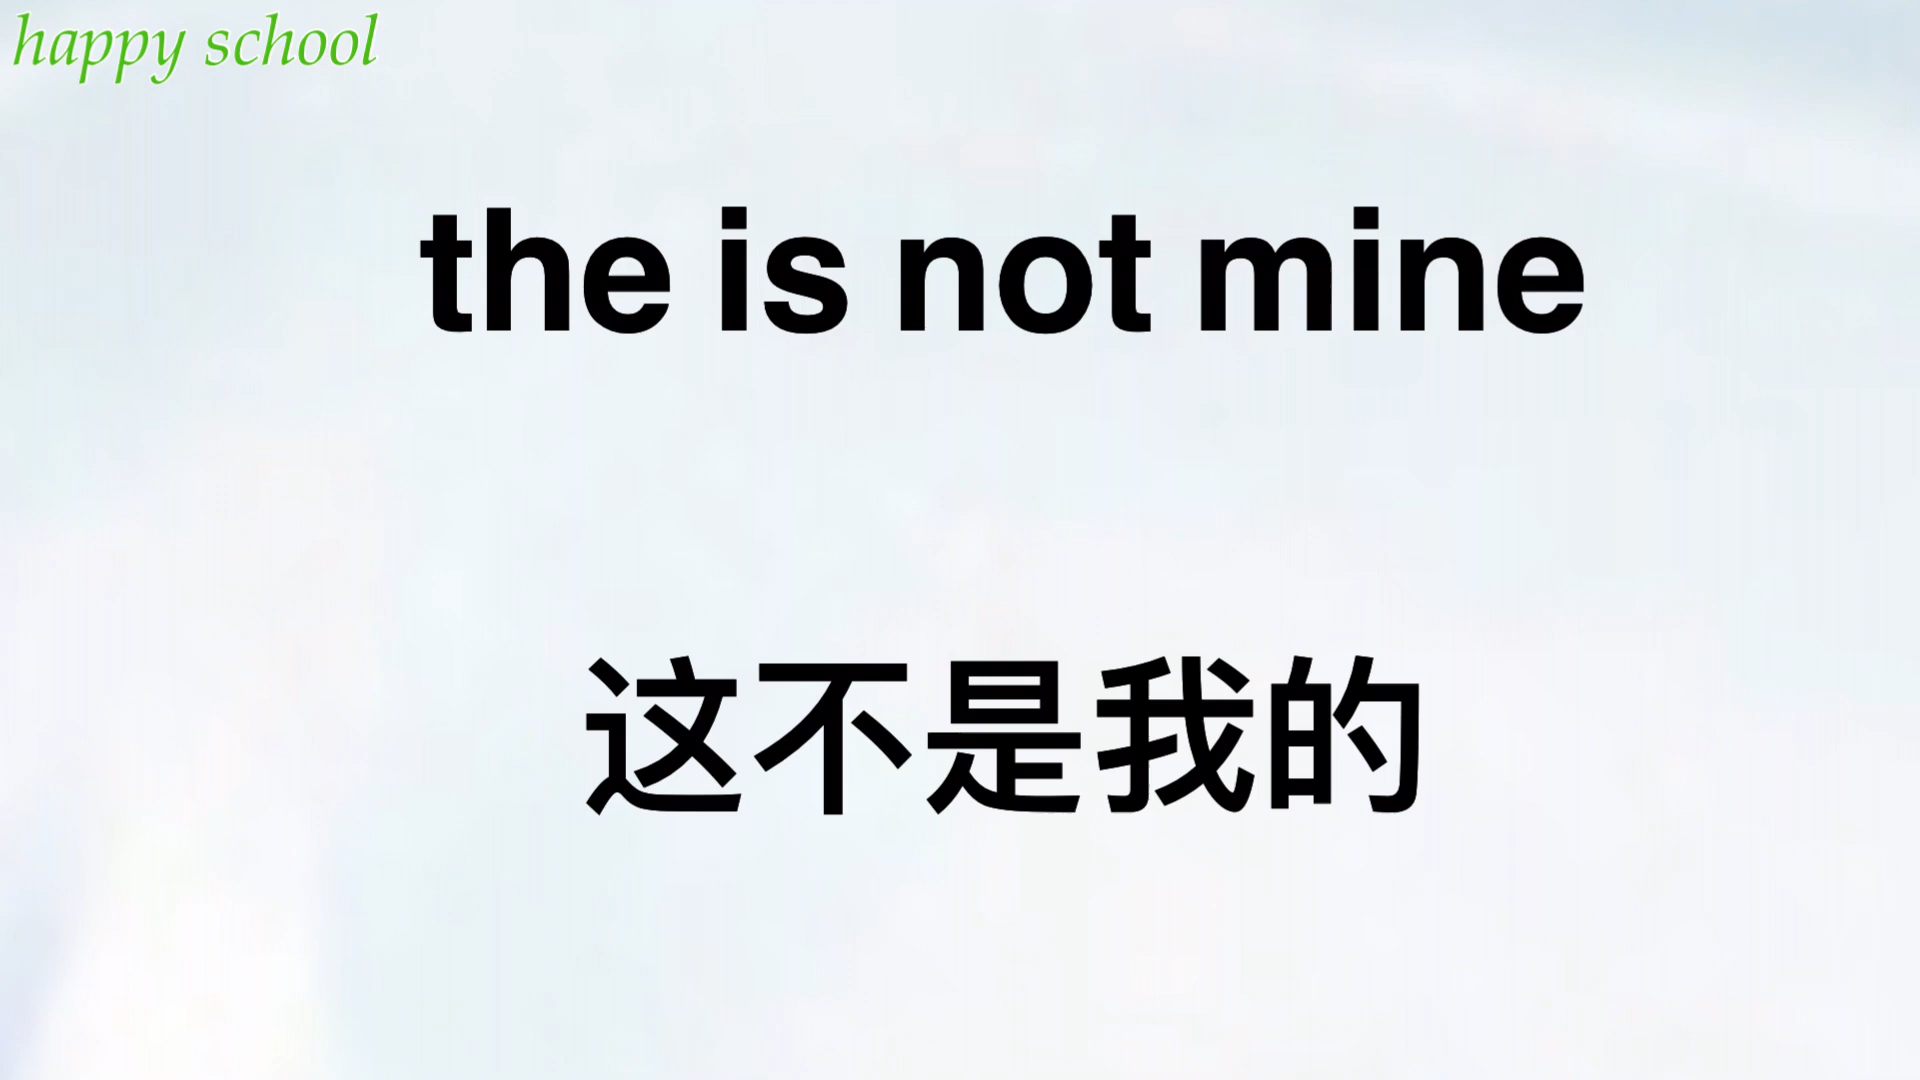 happy school
the is not mine
这不是我的